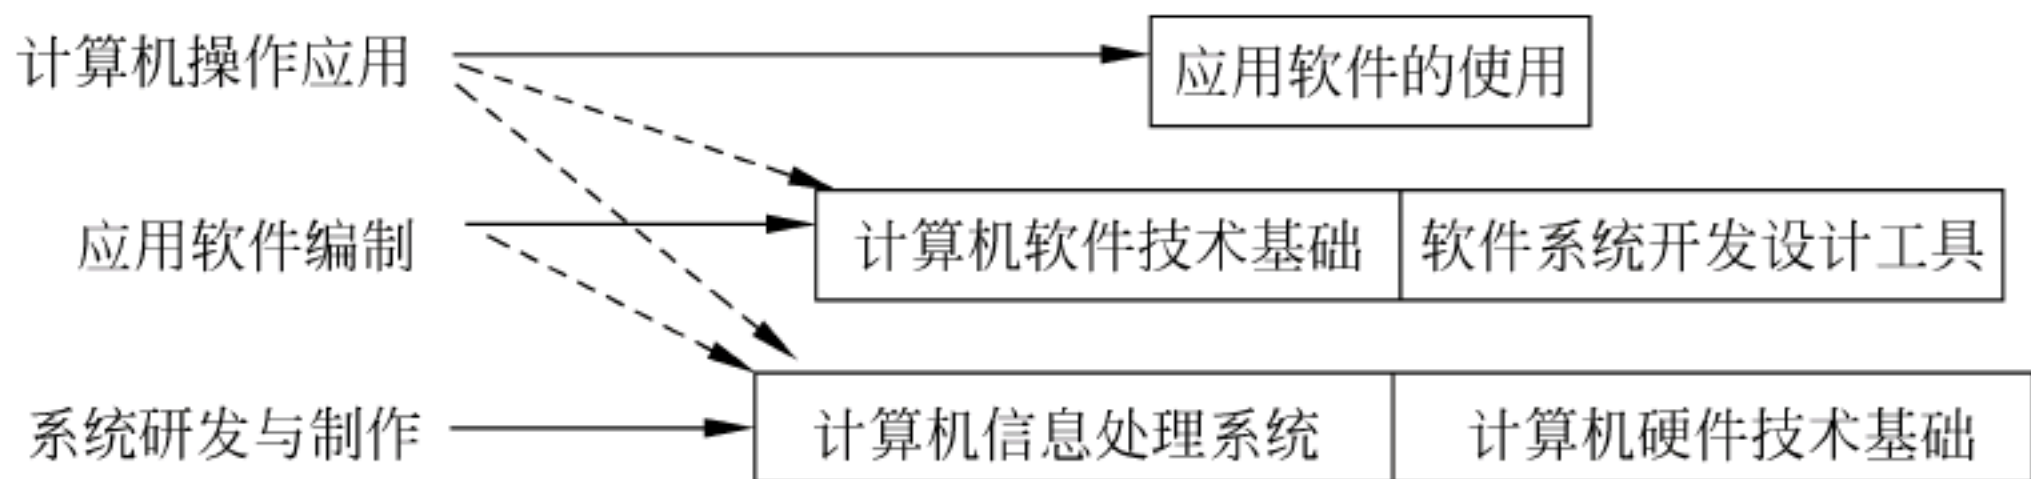 计算机操作应用 应用软件的使用
应用软件编制 计算机软件技术基础 软件系统开发设计工具
系统研发与制作 计算机信息处理系统 计算机硬件技术基础